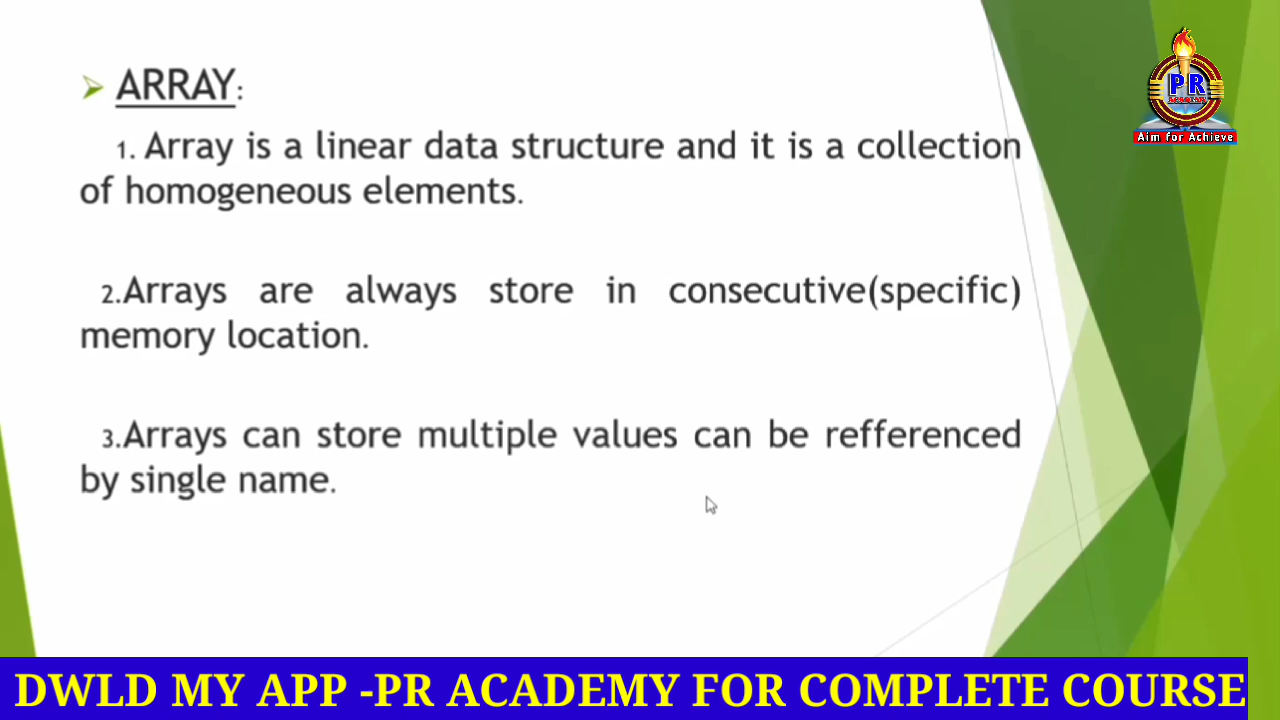 ARRAY:
1. Array is a linear data structure and it is a collection
of homogeneous elements.
2.Arrays are always store in consecutive(specific)
memory location.
3.Arrays can store multiple values can be refferenced
by single name.
PR
Aim for Achieve
DWLD MY APP -PR ACADEMY FOR COMPLETE COURSE